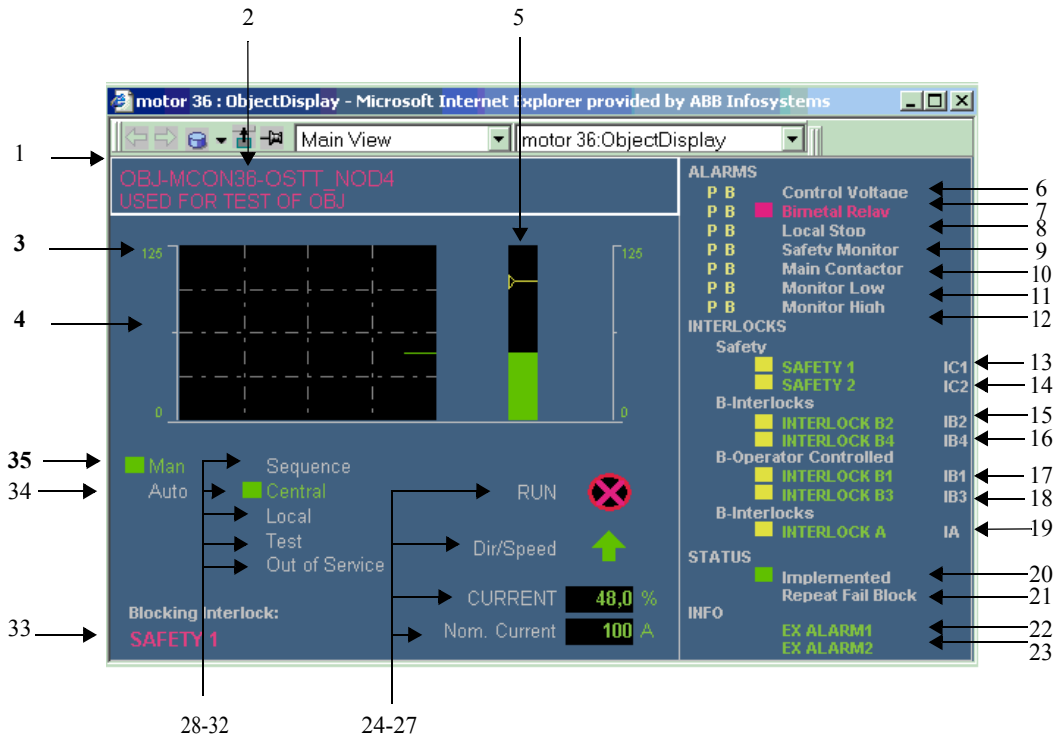 2
5
motor 36 : ObjectDisplay - Microsoft Internet Explorer provided by ABB Infosystems
Main View
motor 36:ObjectDisplay
1
OBJ-MCON36-OSTT_NOD4
USED FOR TEST OF OBJ
3
125
125
4
0
0
35
Man
34
Auto
Sequence
Central
Local
Test
Out of Service
RUN
Dir/Speed
CURRENT 48,0 %
Nom. Current 100 A
Blocking Interlock:
33
SAFETY 1
28-32
24-27
ALARMS
P B Control Voltage 6
P B Bimetal Relay 7
P B Local Stop 8
P B Safety Monitor 9
P B Main Contactor 10
P B Monitor Low 11
P B Monitor High 12
INTERLOCKS
Safety
SAFETY 1 IC1 13
SAFETY 2 IC2 14
B-Interlocks
INTERLOCK B2 IB2 15
INTERLOCK B4 IB4 16
B-Operator Controlled
INTERLOCK B1 IB1 17
INTERLOCK B3 IB3 18
B-Interlocks
INTERLOCK A IA 19
STATUS
Implemented 20
Repeat Fail Block 21
INFO
EX ALARM1 22
EX ALARM2 23